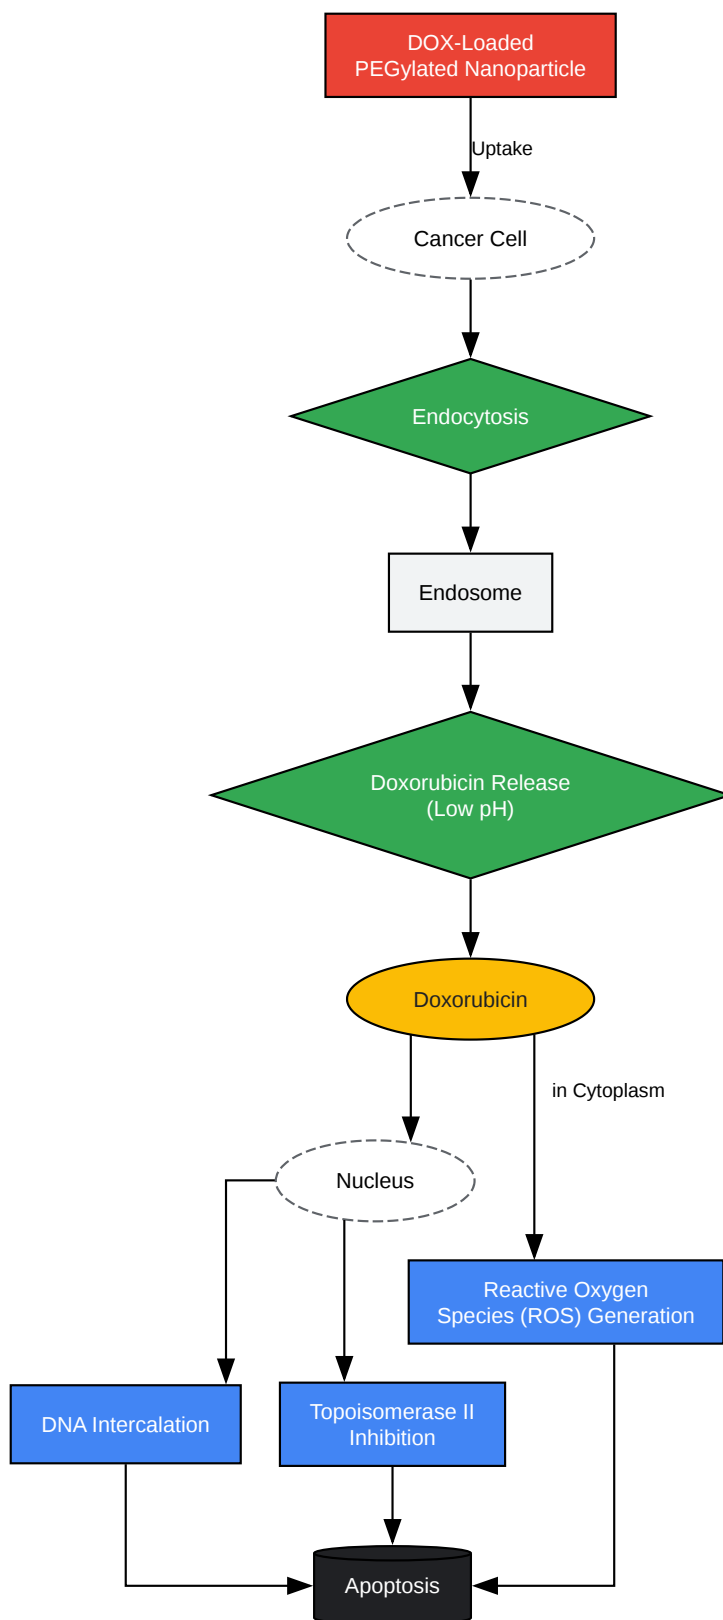 DOX-Loaded
PEGylated Nanoparticle
Uptake
Cancer Cell
Endocytosis
Endosome
Doxorubicin Release
(Low pH)
Doxorubicin
in Cytoplasm
Nucleus
Reactive Oxygen
Species (ROS) Generation
DNA Intercalation
Topoisomerase II
Inhibition
Apoptosis